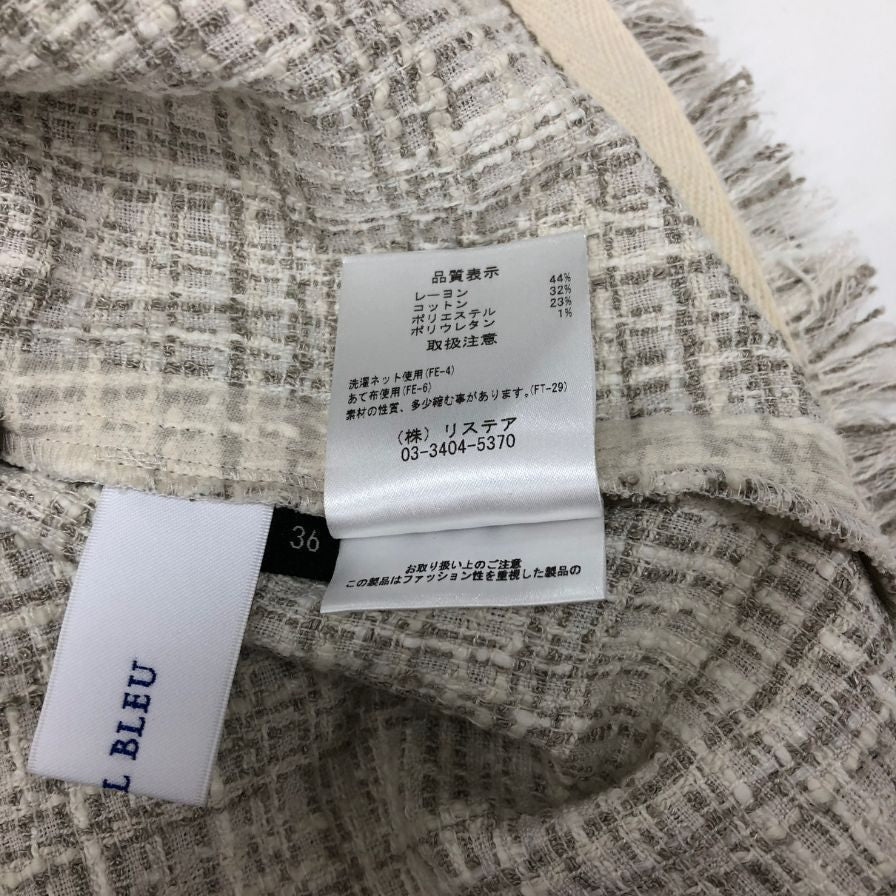 品質表示
レーヨン 44%
コットン 32%
ポリエステル 23%
ポリウレタン 1%
取扱注意
洗濯ネット使用(FE-4)
あて布使用(FE-6)
素材の性質、多少縮む事があります。(FT-29)
(株) リステア
03-3404-5370
36
お取り扱い上のご注意
この製品はファッション性を重視した製品の
L BLEU